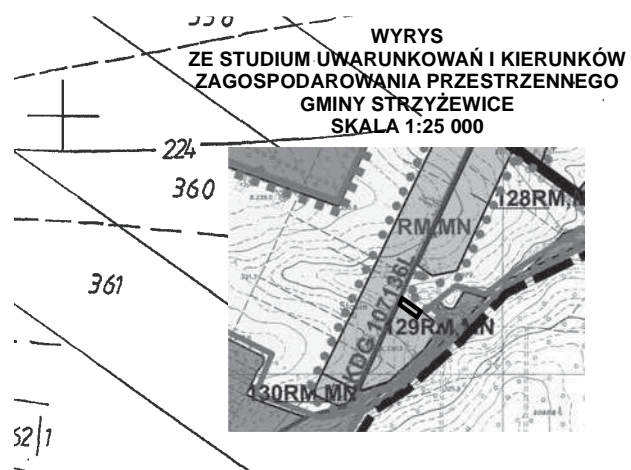 WYRYS
ZE STUDIUM UWARUNKOWAŃ I KIERUNKÓW
ZAGOSPODAROWANIA PRZESTRZENNEGO
GMINY STRZYŻEWICE
SKALA 1:25 000
224
360
361
128RM,
RM,MN
KDG 107136L
129RM,MN
130RM,MN